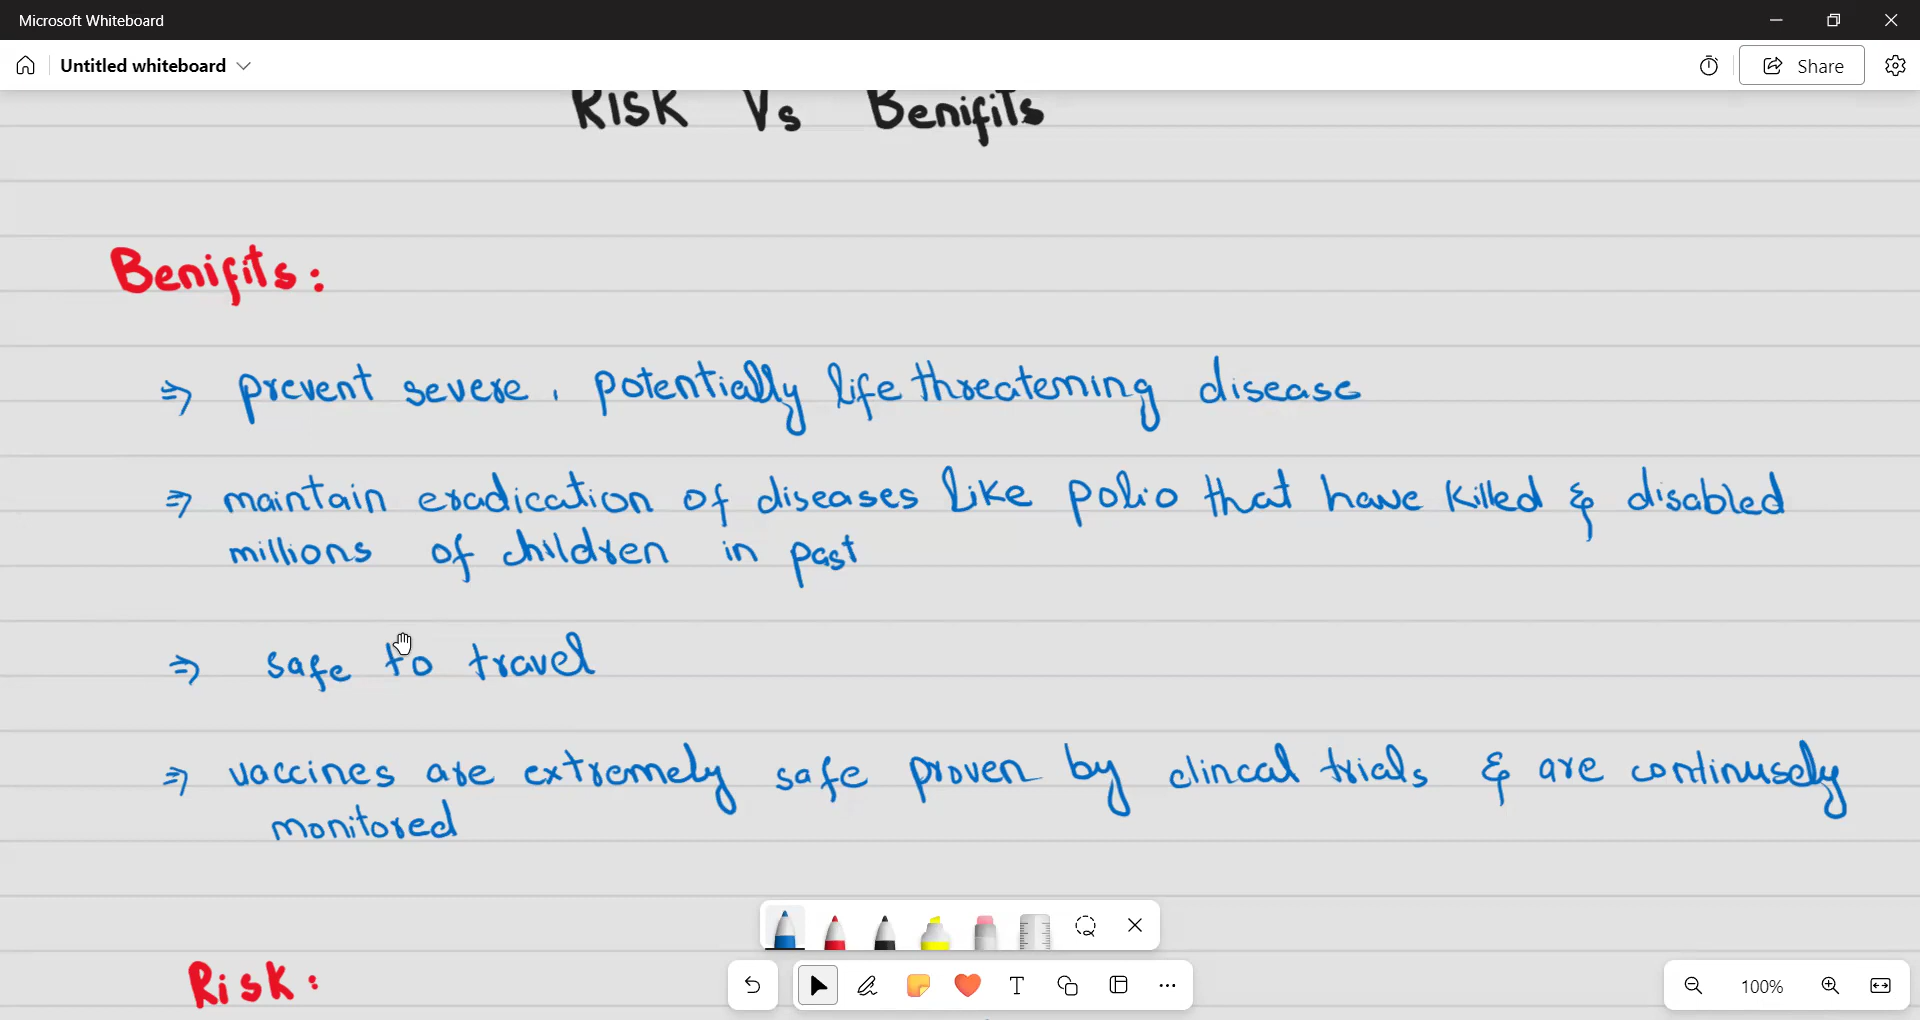 Microsoft Whiteboard
Untitled whiteboard
Share
Risk Vs Benifits
Benifits:
⇒ prevent severe, potentially life threatening disease
⇒ maintain eradication of diseases like polio that have killed & disabled
millions of children in past
⇒ safe to travel
⇒ vaccines are extremely safe proven by clincal trials & are continusely
monitored
Risk:
100%